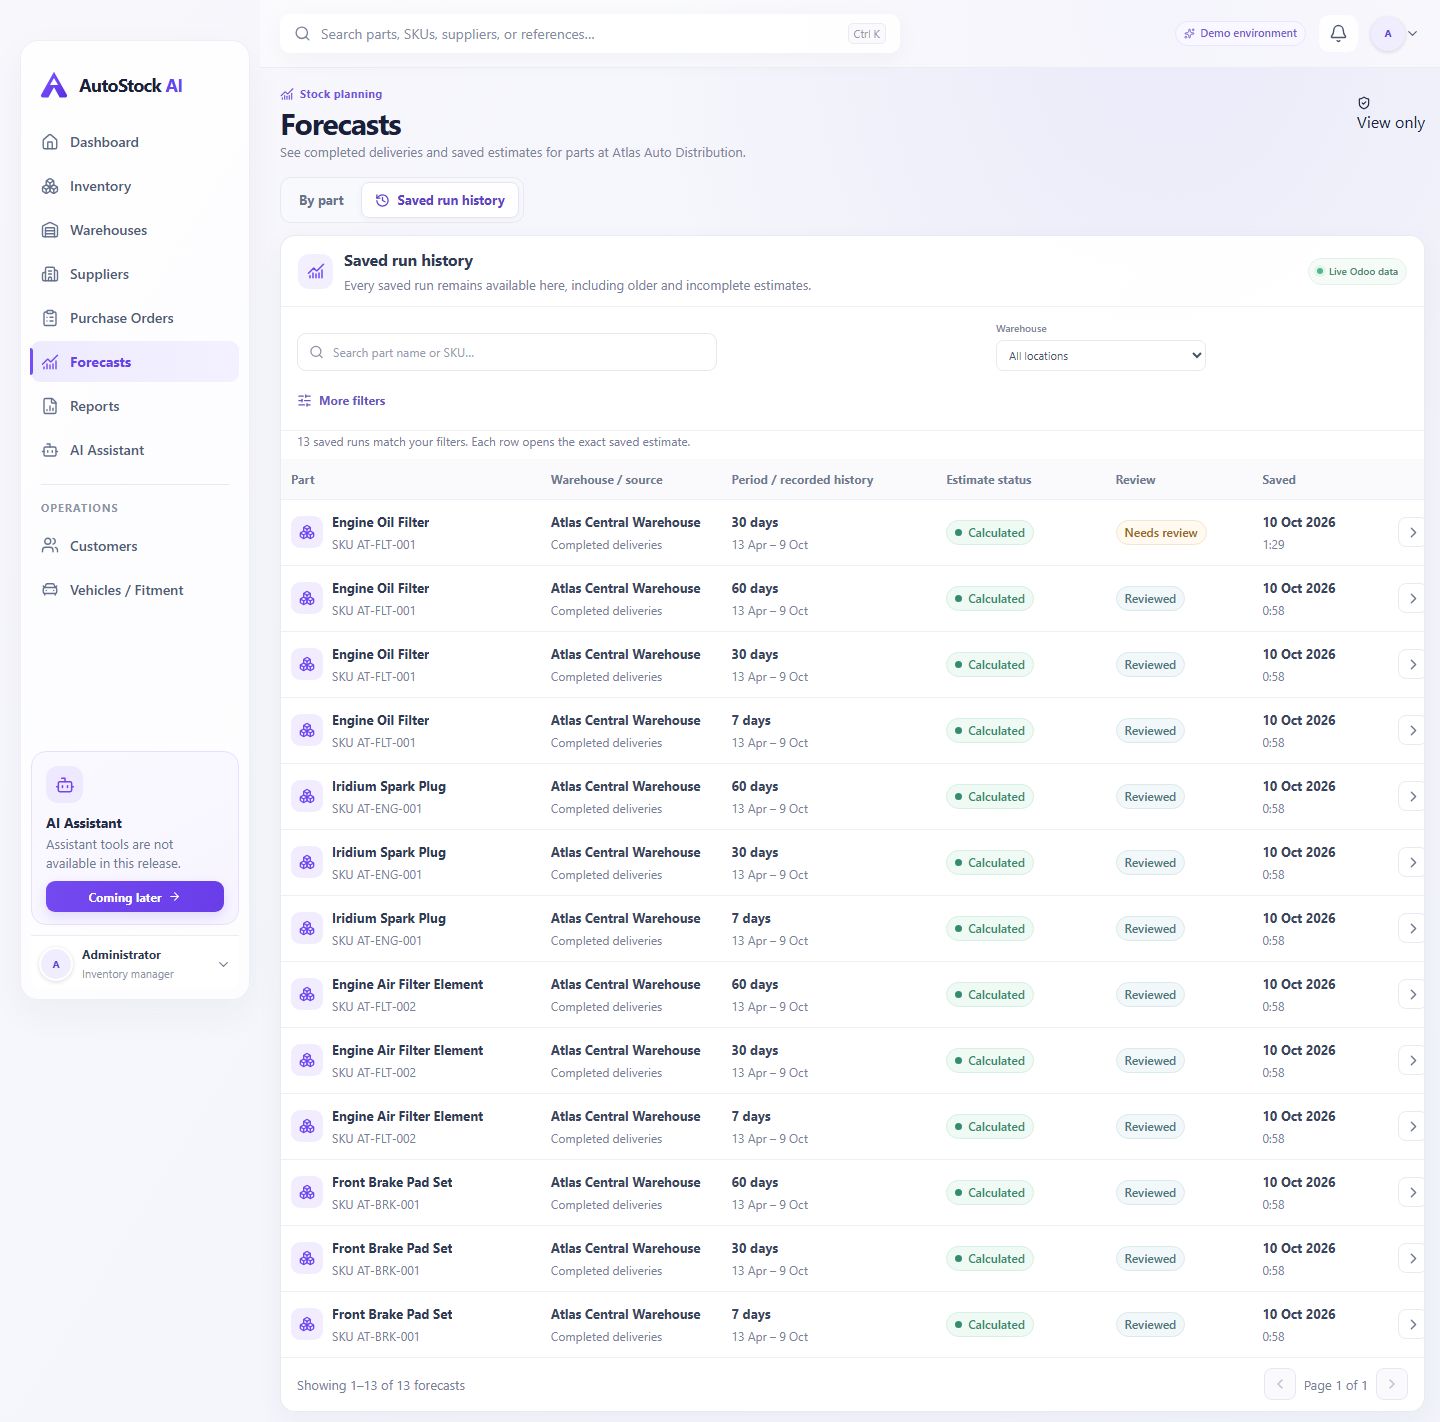 AutoStock AI
Dashboard
Inventory
Warehouses
Suppliers
Purchase Orders
Forecasts
Reports
AI Assistant
OPERATIONS
Customers
Vehicles / Fitment
AI Assistant
Assistant tools are not
available in this release.
Coming later
A
Administrator
Inventory manager
Search parts, SKUs, suppliers, or references...
Ctrl K
Demo environment
A
Stock planning
Forecasts
See completed deliveries and saved estimates for parts at Atlas Auto Distribution.
View only
By part
Saved run history
Saved run history
Every saved run remains available here, including older and incomplete estimates.
Live Odoo data
Search part name or SKU...
Warehouse
All locations
More filters
13 saved runs match your filters. Each row opens the exact saved estimate.
Part Warehouse / source Period / recorded history Estimate status Review Saved
Engine Oil Filter Atlas Central Warehouse 30 days Calculated Needs review 10 Oct 2026
SKU AT-FLT-001 Completed deliveries 13 Apr – 9 Oct 1:29
Engine Oil Filter Atlas Central Warehouse 60 days Calculated Reviewed 10 Oct 2026
SKU AT-FLT-001 Completed deliveries 13 Apr – 9 Oct 0:58
Engine Oil Filter Atlas Central Warehouse 30 days Calculated Reviewed 10 Oct 2026
SKU AT-FLT-001 Completed deliveries 13 Apr – 9 Oct 0:58
Engine Oil Filter Atlas Central Warehouse 7 days Calculated Reviewed 10 Oct 2026
SKU AT-FLT-001 Completed deliveries 13 Apr – 9 Oct 0:58
Iridium Spark Plug Atlas Central Warehouse 60 days Calculated Reviewed 10 Oct 2026
SKU AT-ENG-001 Completed deliveries 13 Apr – 9 Oct 0:58
Iridium Spark Plug Atlas Central Warehouse 30 days Calculated Reviewed 10 Oct 2026
SKU AT-ENG-001 Completed deliveries 13 Apr – 9 Oct 0:58
Iridium Spark Plug Atlas Central Warehouse 7 days Calculated Reviewed 10 Oct 2026
SKU AT-ENG-001 Completed deliveries 13 Apr – 9 Oct 0:58
Engine Air Filter Element Atlas Central Warehouse 60 days Calculated Reviewed 10 Oct 2026
SKU AT-FLT-002 Completed deliveries 13 Apr – 9 Oct 0:58
Engine Air Filter Element Atlas Central Warehouse 30 days Calculated Reviewed 10 Oct 2026
SKU AT-FLT-002 Completed deliveries 13 Apr – 9 Oct 0:58
Engine Air Filter Element Atlas Central Warehouse 7 days Calculated Reviewed 10 Oct 2026
SKU AT-FLT-002 Completed deliveries 13 Apr – 9 Oct 0:58
Front Brake Pad Set Atlas Central Warehouse 60 days Calculated Reviewed 10 Oct 2026
SKU AT-BRK-001 Completed deliveries 13 Apr – 9 Oct 0:58
Front Brake Pad Set Atlas Central Warehouse 30 days Calculated Reviewed 10 Oct 2026
SKU AT-BRK-001 Completed deliveries 13 Apr – 9 Oct 0:58
Front Brake Pad Set Atlas Central Warehouse 7 days Calculated Reviewed 10 Oct 2026
SKU AT-BRK-001 Completed deliveries 13 Apr – 9 Oct 0:58
Showing 1–13 of 13 forecasts
Page 1 of 1